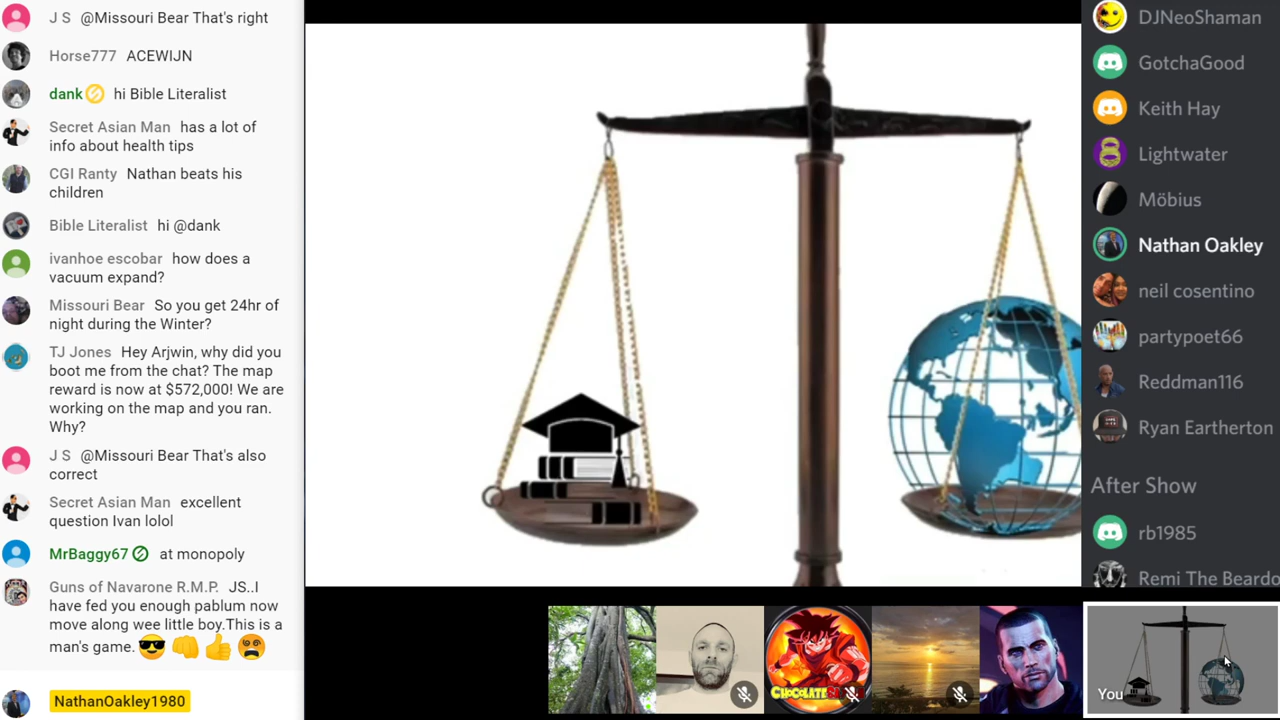 J S @Missouri Bear That's right
Horse777 ACEWIJN
dank hi Bible Literalist
Secret Asian Man has a lot of
info about health tips
CGI Ranty Nathan beats his
children
Bible Literalist hi @dank
ivanhoe escobar how does a
vacuum expand?
Missouri Bear So you get 24hr of
night during the Winter?
TJ Jones Hey Arjwin, why did you
boot me from the chat? The map
reward is now at $572,000! We are
working on the map and you ran.
Why?
J S @Missouri Bear That's also
correct
Secret Asian Man excellent
question Ivan lolol
MrBaggy67 at monopoly
Guns of Navarone R.M.P. JS..I
have fed you enough pablum now
move along wee little boy.This is a
man's game. 😎👊👍😵
NathanOakley1980
CHOCOLATE
You
DJNeoShaman
GotchaGood
Keith Hay
Lightwater
Möbius
Nathan Oakley
neil cosentino
partypoet66
Reddman116
Ryan Eartherton
After Show
rb1985
Remi The Beardo